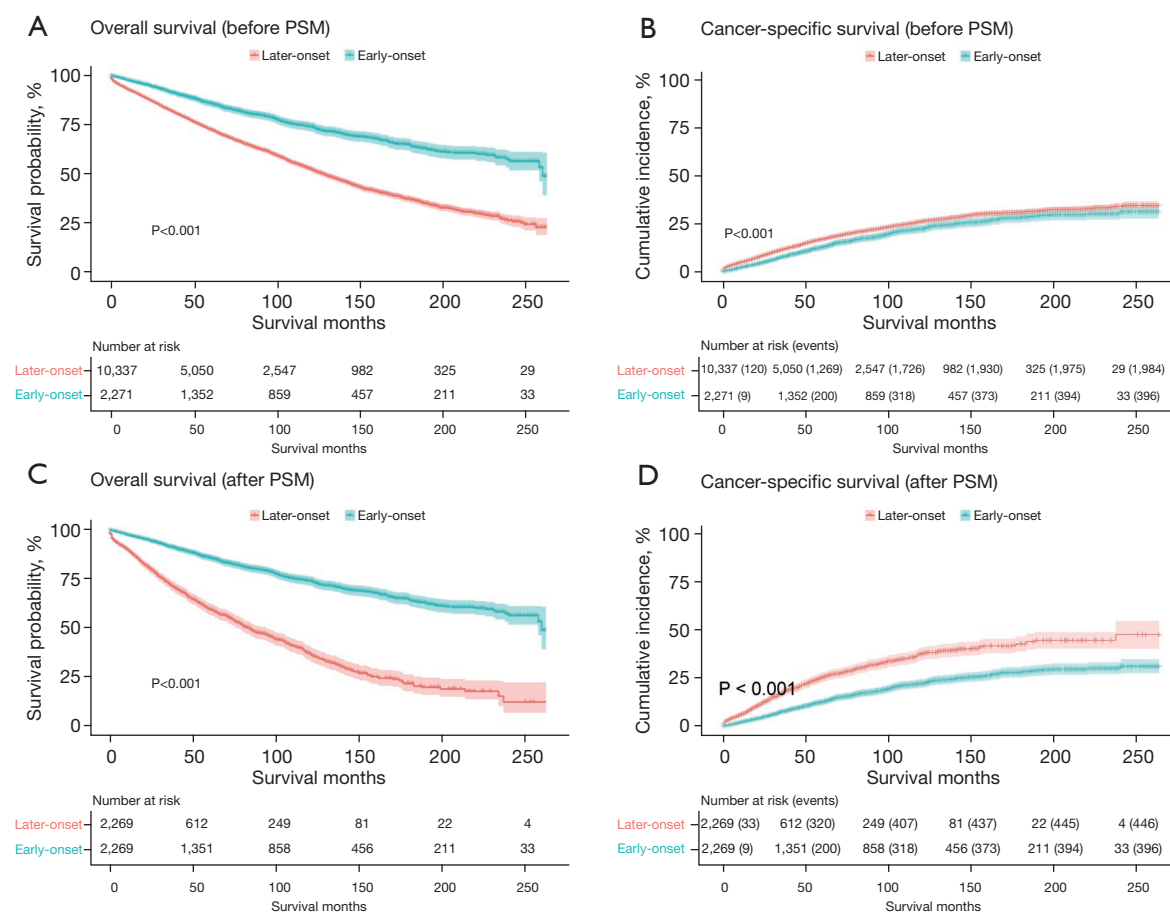 A Overall survival (before PSM)
Later-onset Early-onset
Survival probability, %
100
75
50
25
0
P<0.001
0 50 100 150 200 250
Survival months
Number at risk
Later-onset 10,337 5,050 2,547 982 325 29
Early-onset 2,271 1,352 859 457 211 33
0 50 100 150 200 250
Survival months
B Cancer-specific survival (before PSM)
Later-onset Early-onset
Cumulative incidence, %
100
75
50
25
0
P<0.001
0 50 100 150 200 250
Survival months
Number at risk (events)
Later-onset 10,337 (120) 5,050 (1,269) 2,547 (1,726) 982 (1,930) 325 (1,975) 29 (1,984)
Early-onset 2,271 (9) 1,352 (200) 859 (318) 457 (373) 211 (394) 33 (396)
0 50 100 150 200 250
Survival months
C Overall survival (after PSM)
Later-onset Early-onset
Survival probability, %
100
75
50
25
0
P<0.001
0 50 100 150 200 250
Survival months
Number at risk
Later-onset 2,269 612 249 81 22 4
Early-onset 2,269 1,351 858 456 211 33
0 50 100 150 200 250
Survival months
D Cancer-specific survival (after PSM)
Later-onset Early-onset
Cumulative incidence, %
100
75
50
25
0
P < 0.001
0 50 100 150 200 250
Survival months
Number at risk (events)
Later-onset 2,269 (33) 612 (320) 249 (407) 81 (437) 22 (445) 4 (446)
Early-onset 2,269 (9) 1,351 (200) 858 (318) 456 (373) 211 (394) 33 (396)
0 50 100 150 200 250
Survival months